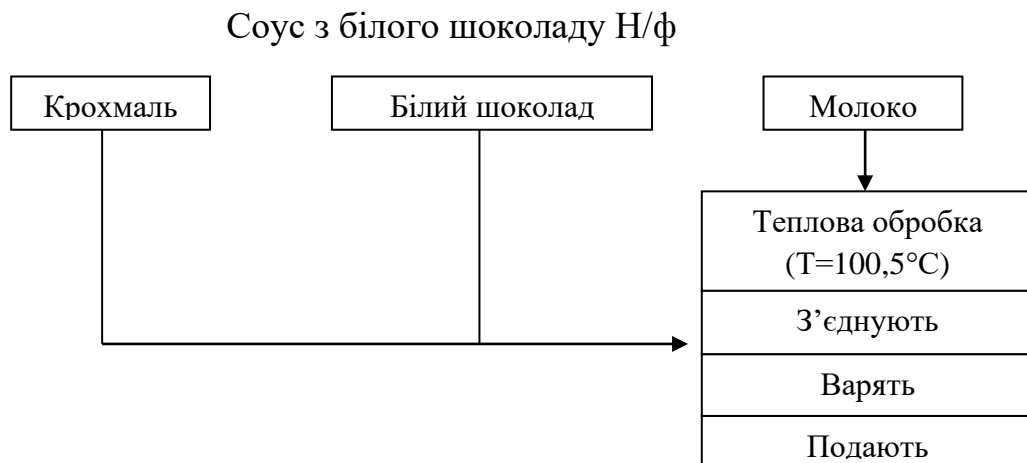 Соус з білого шоколаду Н/ф
Крохмаль
Білий шоколад
Молоко
Теплова обробка
(Т=100,5°С)
З’єднують
Варять
Подають